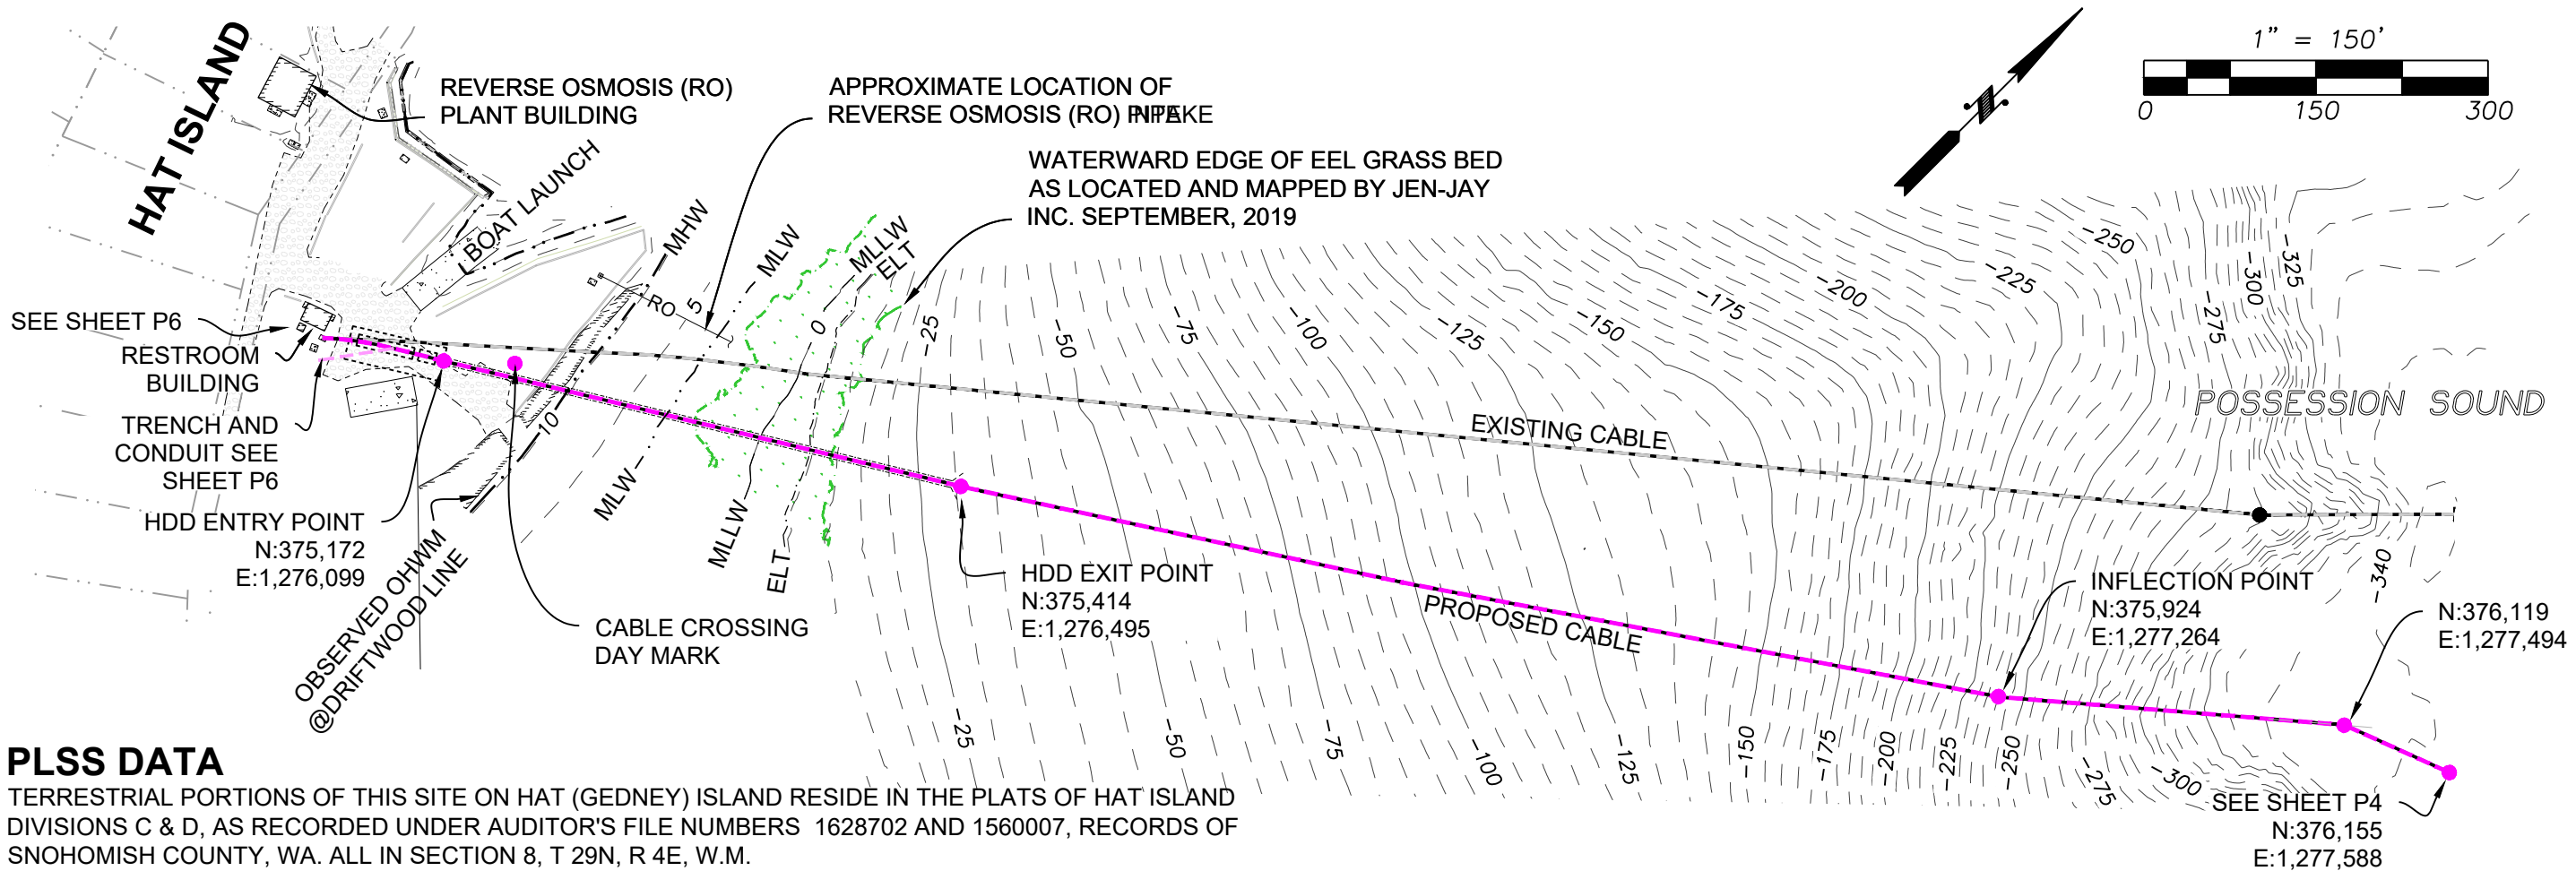 HAT ISLAND
REVERSE OSMOSIS (RO)
PLANT BUILDING
BOAT LAUNCH
APPROXIMATE LOCATION OF
REVERSE OSMOSIS (RO)
WATERWARD EDGE OF EEL GRASS BED
AS LOCATED AND MAPPED BY JEN-JAY
INC. SEPTEMBER, 2019
1" = 150'
0 150 300
MHW
MLW
MLLW
ELT
RO
5
0
10
SEE SHEET P6
RESTROOM
BUILDING
TRENCH AND
CONDUIT SEE
SHEET P6
HDD ENTRY POINT
N:375,172
E:1,276,099
OBSERVED OHWM
@DRIFTWOOD LINE
CABLE CROSSING
DAY MARK
MLW
MLLW
ELT
HDD EXIT POINT
N:375,414
E:1,276,495
-25
-50
-75
-100
-125
-150
-175
-200
-225
-250
-275
-300
-325
EXISTING CABLE
PROPOSED CABLE
POSSESSION SOUND
-340
INFLECTION POINT
N:375,924
E:1,277,264
N:376,119
E:1,277,494
-25
-50
-75
-100
-125
-150
-175
-200
-225
-250
-275
-300
SEE SHEET P4
N:376,155
E:1,277,588
PLSS DATA
TERRESTRIAL PORTIONS OF THIS SITE ON HAT (GEDNEY) ISLAND RESIDE IN THE PLATS OF HAT ISLAND
DIVISIONS C & D, AS RECORDED UNDER AUDITOR'S FILE NUMBERS 1628702 AND 1560007, RECORDS OF
SNOHOMISH COUNTY, WA. ALL IN SECTION 8, T 29N, R 4E, W.M.